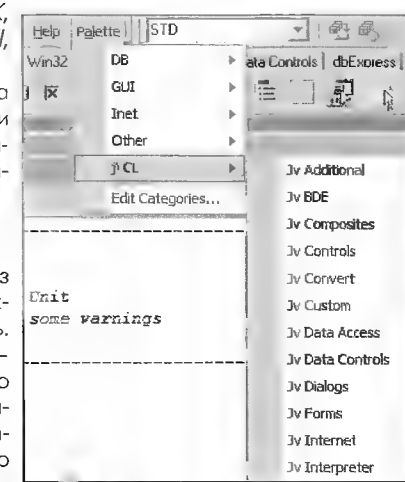 Help Palette STD
Win32 DB ata Controls dbExpress
GUI
Inet
Other
CL
Edit Categories...
Jv Additional
Jv BDE
Jv Composites
Jv Controls
Jv Convert
Jv Custom
Jv Data Access
Jv Data Controls
Jv Dialogs
Jv Forms
Jv Internet
Jv Interpreter
Unit
some warnings